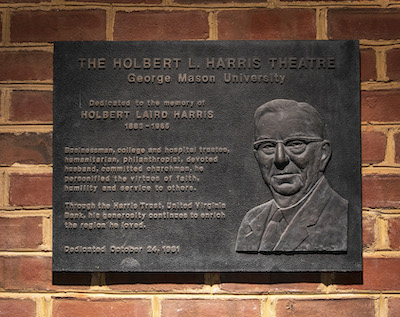 THE HOLBERT L. HARRIS THEATRE
George Mason University
Dedicated to the memory of
HOLBERT LAIRD HARRIS
Businessman, college and hospital trustee,
humanitarian, philanthropist, devoted
husband, committed churchman, he
personified the virtues of faith,
humility and service to others.
Through the Harris Trust, United Virginia
Bank, his generosity continues to enrich
the region he loved.
Dedicated October 24, 1981